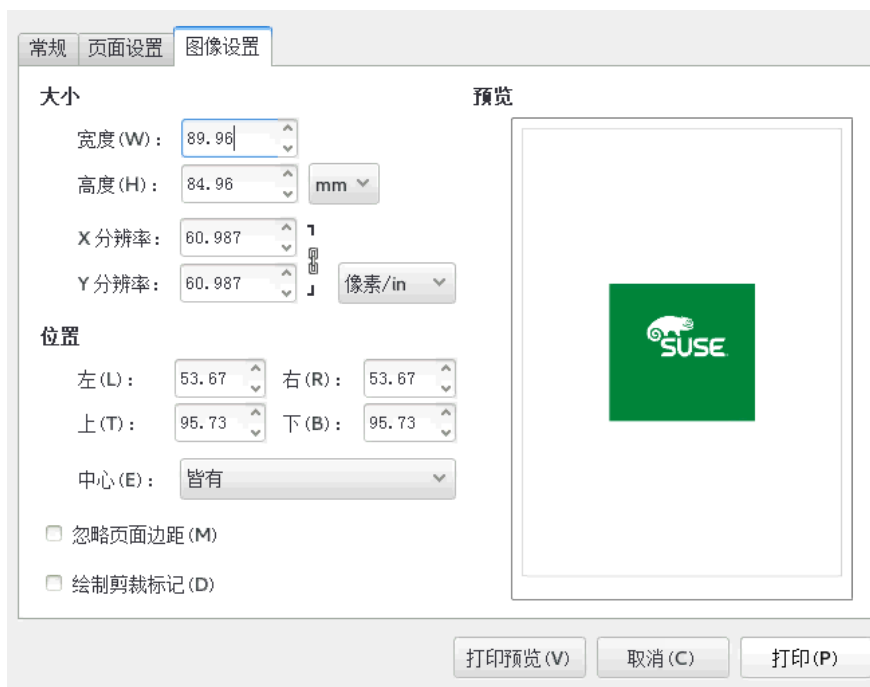 常规 页面设置 图像设置
大小
宽度(W): 89.96
高度(H): 84.96 mm
X 分辨率: 60.987
Y 分辨率: 60.987 像素/in
位置
左(L): 53.67 右(R): 53.67
上(T): 95.73 下(B): 95.73
中心(E): 皆有
忽略页面边距(M)
绘制剪裁标记(D)
预览
SUSE
打印预览(V) 取消(C) 打印(P)